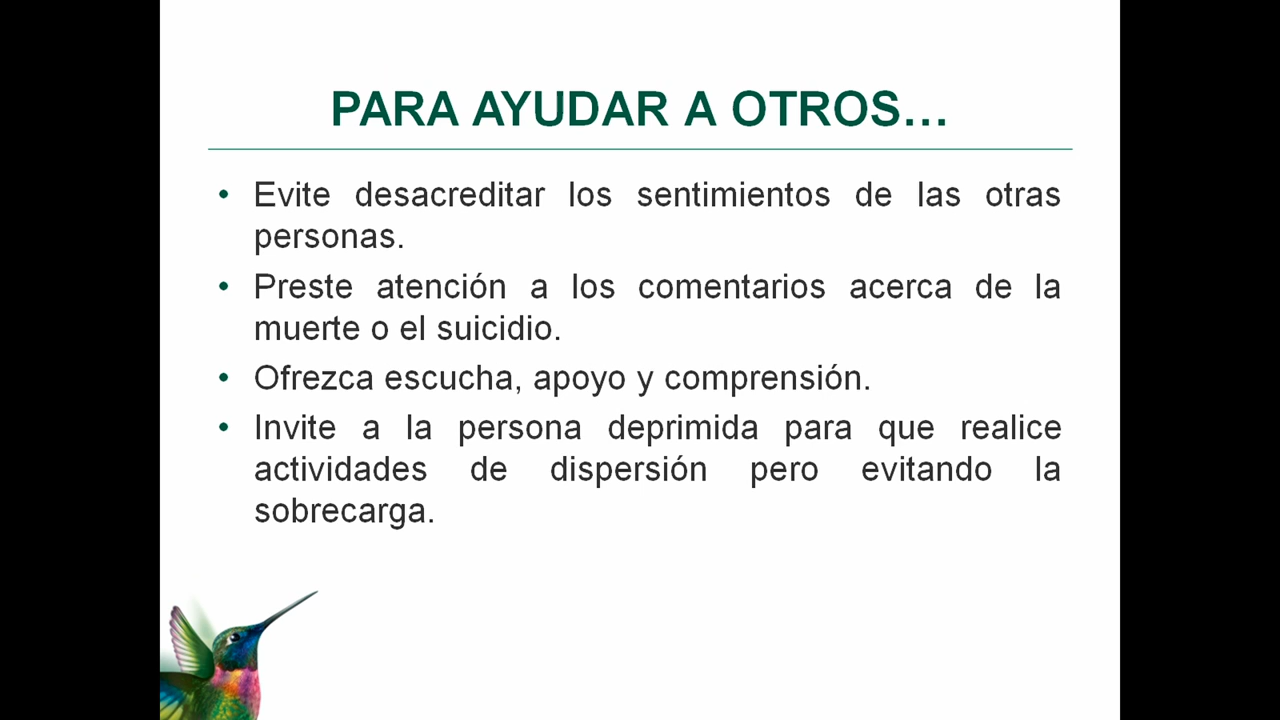 PARA AYUDAR A OTROS...
• Evite desacreditar los sentimientos de las otras
personas.
• Preste atención a los comentarios acerca de la
muerte o el suicidio.
• Ofrezca escucha, apoyo y comprensión.
• Invite a la persona deprimida para que realice
actividades de dispersión pero evitando la
sobrecarga.